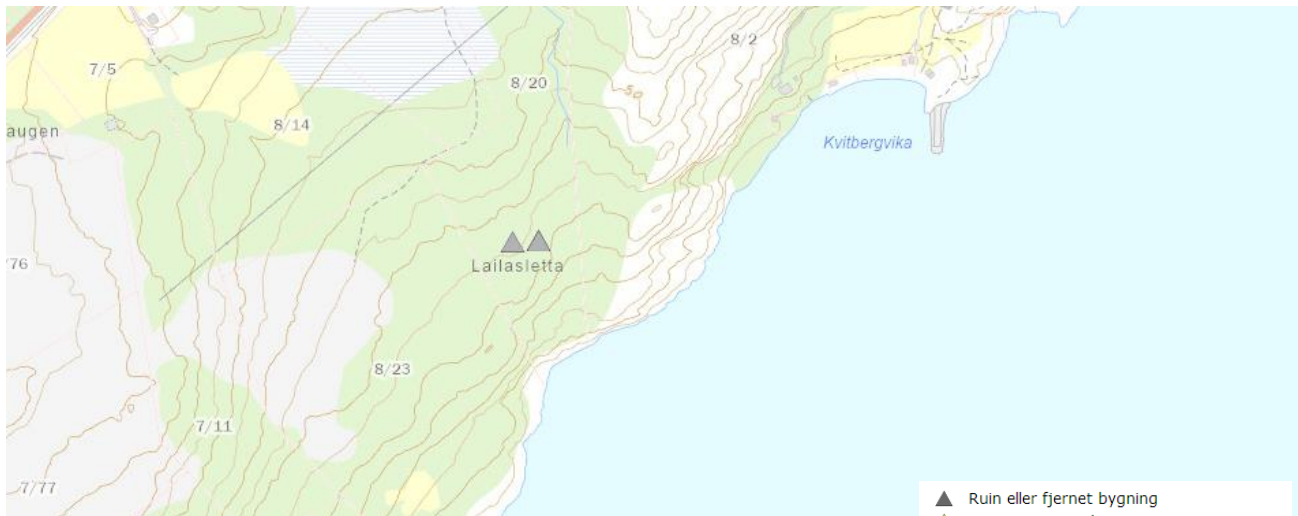 8/2
7/5
8/20
50
8/14
augen
Kvitbergvika
/76
Lailasletta
8/23
7/11
7/77
Ruin eller fjernet bygning